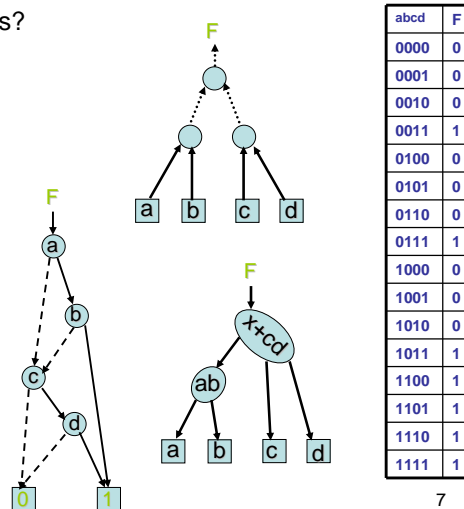 s?
F
a b c d
F
a
b
c
d
0 1
F
x+cd
ab
a b c d
abcd F
0000 0
0001 0
0010 0
0011 1
0100 0
0101 0
0110 0
0111 1
1000 0
1001 0
1010 0
1011 1
1100 1
1101 1
1110 1
1111 1
7